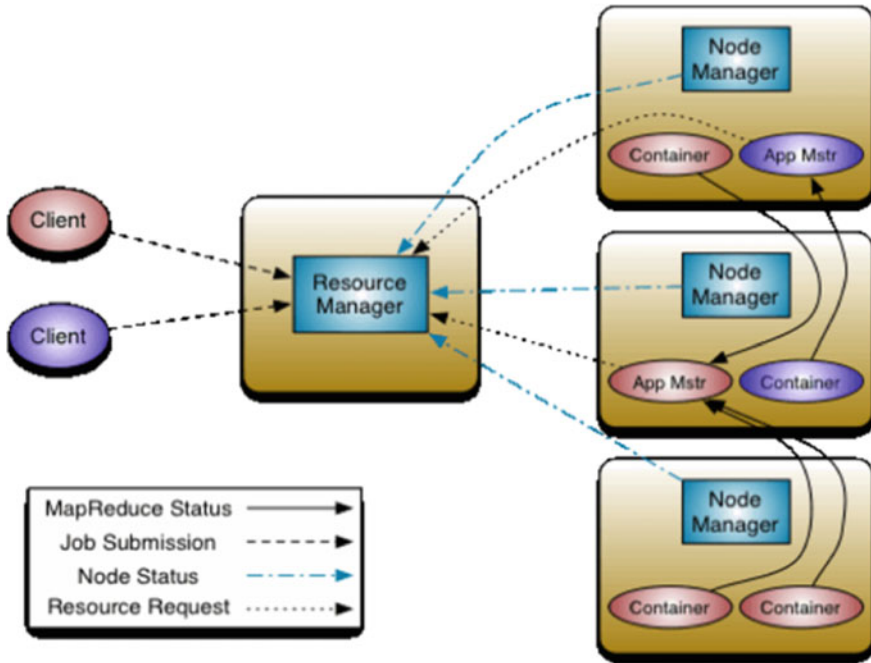 Node
Manager
Container
App Mstr
Client
Resource
Manager
Node
Manager
Client
App Mstr
Container
Node
Manager
MapReduce Status
Job Submission
Node Status
Resource Request
Container
Container